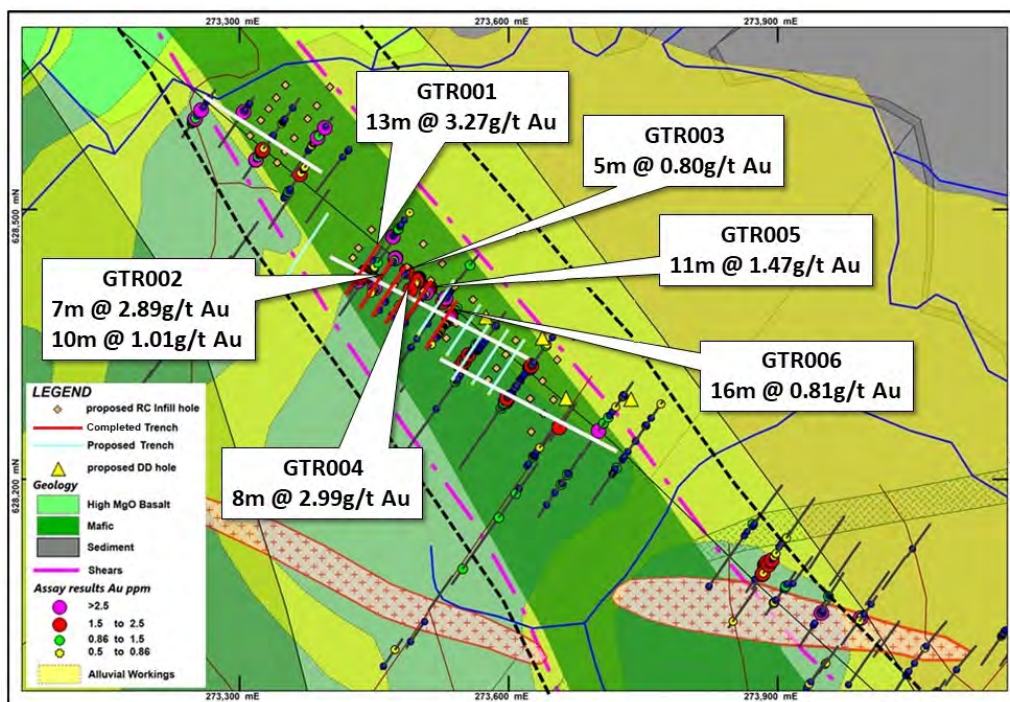 273,300 mE
273,600 mE
273,900 mE
GTR001
13m @ 3.27g/t Au
GTR003
5m @ 0.80g/t Au
628,500 mN
GTR005
11m @ 1.47g/t Au
GTR002
7m @ 2.89g/t Au
10m @ 1.01g/t Au
GTR006
16m @ 0.81g/t Au
GTR004
8m @ 2.99g/t Au
628,200 mN
LEGEND
proposed RC Infill hole
Completed Trench
Proposed Trench
proposed DD hole
Geology
High MgO Basalt
Mafic
Sediment
Shears
Assay results Au ppm
>2.5
1.5 to 2.5
0.86 to 1.5
0.5 to 0.86
Alluvial Workings
273,300 mE
273,600 mE
273,900 mE